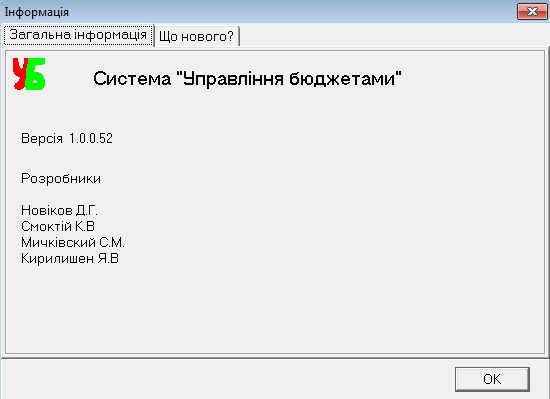 Інформація
Загальна інформація
Що нового?
УБ
Система "Управління бюджетами"
Версія 1.0.0.52
Розробники
Новіков Д.Г.
Смоктій К.В
Мичківский С.М.
Кирилишен Я.В
OK